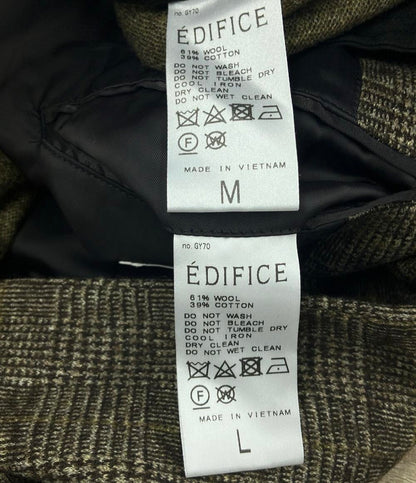 no. GY70
ÉDIFICE
61% WOOL
39% COTTON
DO NOT WASH
DO NOT BLEACH
DO NOT TUMBLE DRY
COOL IRON
DRY CLEAN
DO NOT WET CLEAN
F W
MADE IN VIETNAM
M
no. GY70
ÉDIFICE
61% WOOL
39% COTTON
DO NOT WASH
DO NOT BLEACH
DO NOT TUMBLE DRY
COOL IRON
DRY CLEAN
DO NOT WET CLEAN
F W
MADE IN VIETNAM
L